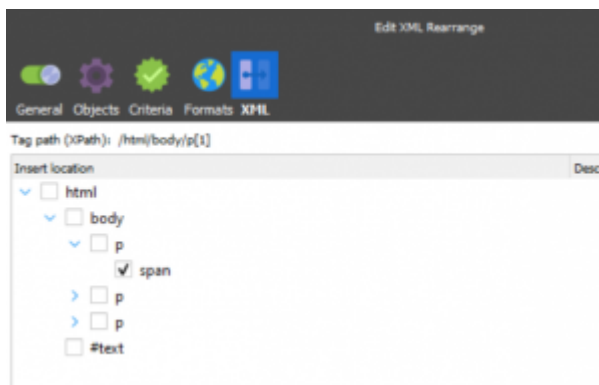 Edit XML Rearrange
General Objects Criteria Formats XML
Tag path (XPath): /html/body/p[1]
Insert location Desc
html
body
p
span
p
p
#text